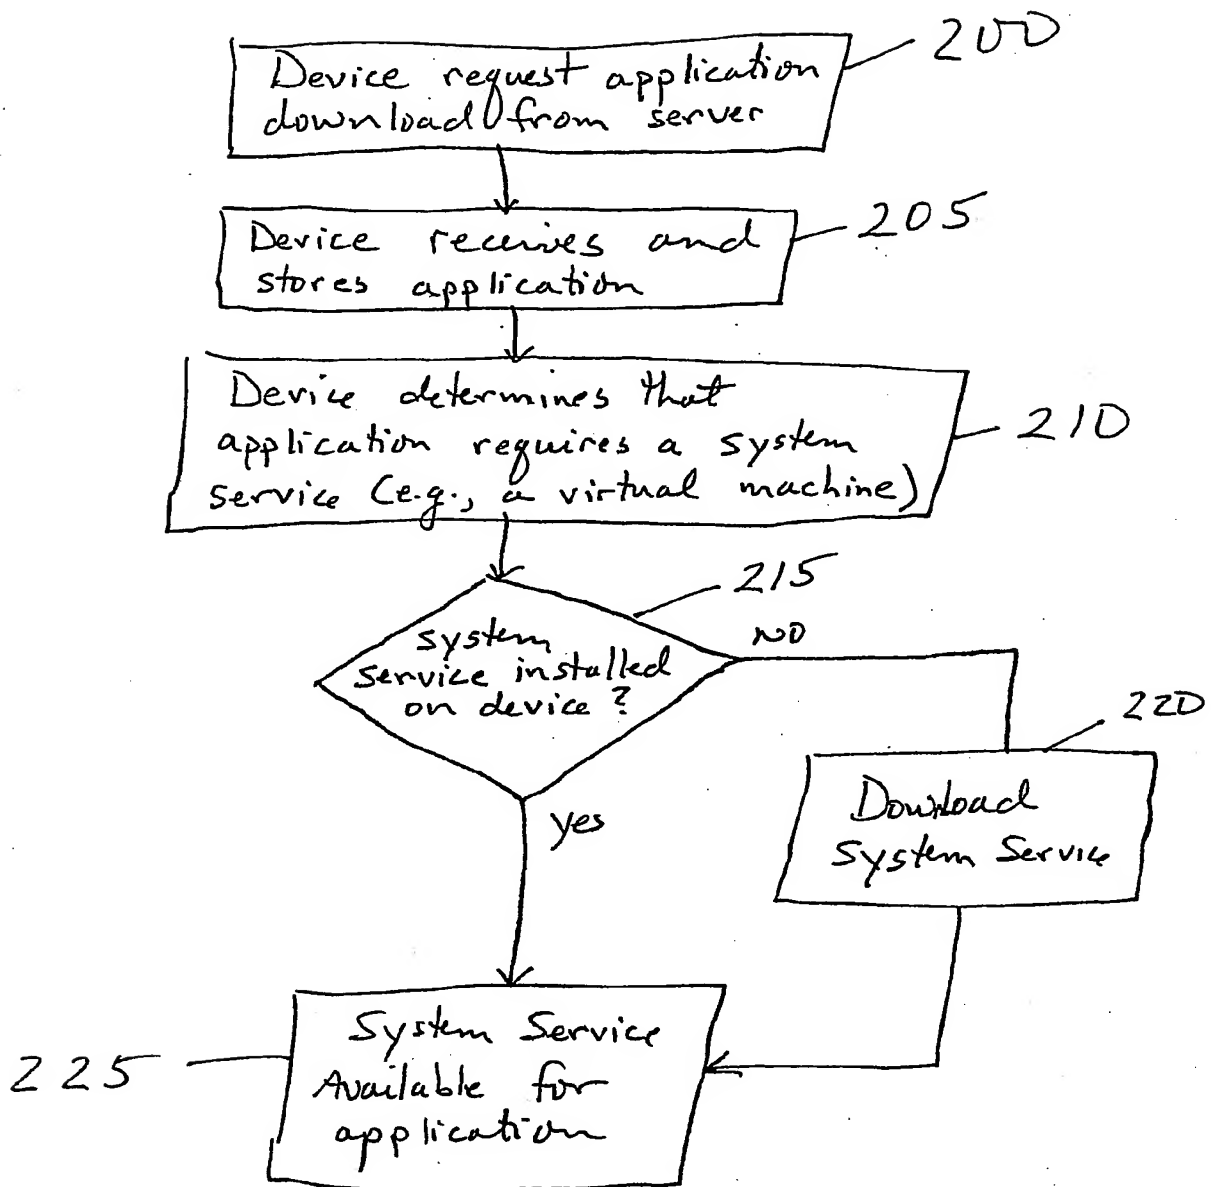 200
Device request application
download from server
205
Device receives and
stores application
210
Device determines that
application requires a system
service (e.g., a virtual machine)
215
system
service installed
on device?
NO
220
Download
System Service
yes
225
System Service
Available for
application